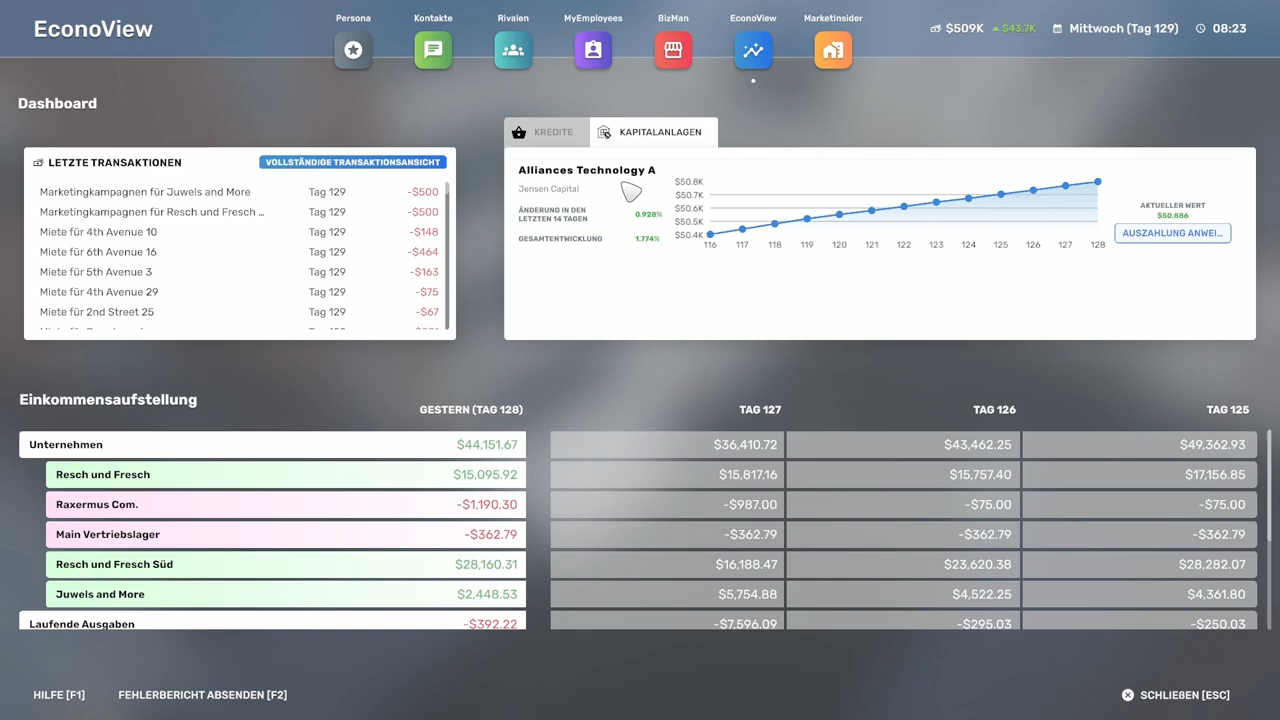 EconoView
Persona
Kontakte
Rivalen
MyEmployees
BizMan
EconoView
MarketInsider
$509K
$43.7K
Mittwoch (Tag 129)
08:23
Dashboard
KREDITE
KAPITALANLAGEN
LETZTE TRANSAKTIONEN
VOLLSTÄNDIGE TRANSAKTIONSANSICHT
Marketingkampagnen für Juwels and More Tag 129 -$500
Marketingkampagnen für Resch und Fresch ... Tag 129 -$500
Miete für 4th Avenue 10 Tag 129 -$148
Miete für 6th Avenue 16 Tag 129 -$464
Miete für 5th Avenue 3 Tag 129 -$163
Miete für 4th Avenue 29 Tag 129 -$75
Miete für 2nd Street 25 Tag 129 -$67
Alliances Technology A
Jensen Capital
ÄNDERUNG IN DEN
LETZTEN 14 TAGEN 0.928%
GESAMTENTWICKLUNG 1.774%
$50.8K
$50.7K
$50.6K
$50.5K
$50.4K
116 117 118 119 120 121 122 123 124 125 126 127 128
AKTUELLER WERT
$50,886
AUSZAHLUNG ANWEI...
Einkommensaufstellung
GESTERN (TAG 128) TAG 127 TAG 126 TAG 125
Unternehmen $44,151.67 $36,410.72 $43,462.25 $49,362.93
Resch und Fresch $15,095.92 $15,817.16 $15,757.40 $17,156.85
Raxermus Com. -$1,190.30 -$987.00 -$75.00 -$75.00
Main Vertriebslager -$362.79 -$362.79 -$362.79 -$362.79
Resch und Fresch Süd $28,160.31 $16,188.47 $23,620.38 $28,282.07
Juwels and More $2,448.53 $5,754.88 $4,522.25 $4,361.80
Laufende Ausgaben -$392.22 -$7,596.09 -$295.03 -$250.03
HILFE [F1]
FEHLERBERICHT ABSENDEN [F2]
SCHLIEßEN [ESC]